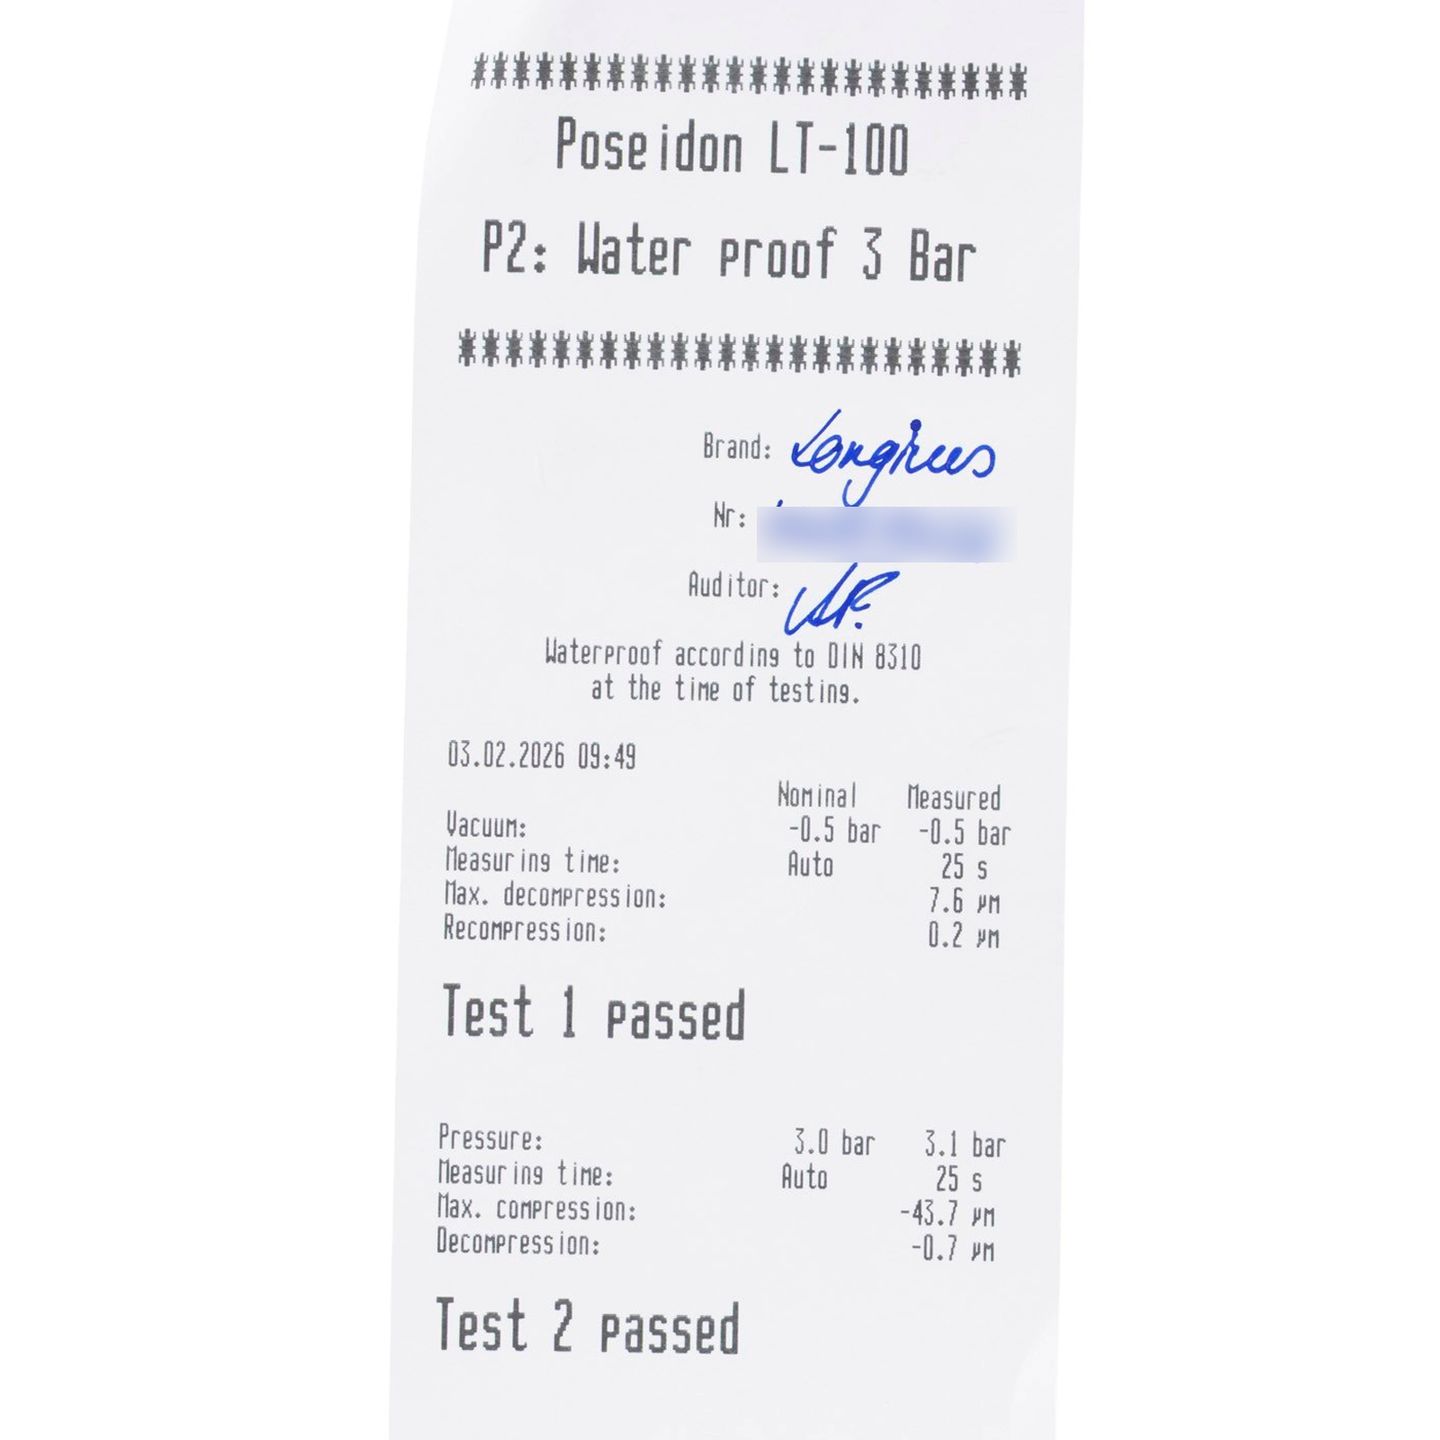 Poseidon LT-100
P2: Water proof 3 Bar
Brand: Longines
Nr:
Auditor:
Waterproof according to DIN 8310
at the time of testing.
03.02.2026 09:49
Nominal Measured
Vacuum: -0.5 bar -0.5 bar
Measuring time: Auto 25 s
Max. decompression: 7.6 µm
Recompression: 0.2 µm
Test 1 passed
Pressure: 3.0 bar 3.1 bar
Measuring time: Auto 25 s
Max. compression: -43.7 µm
Decompression: -0.7 µm
Test 2 passed